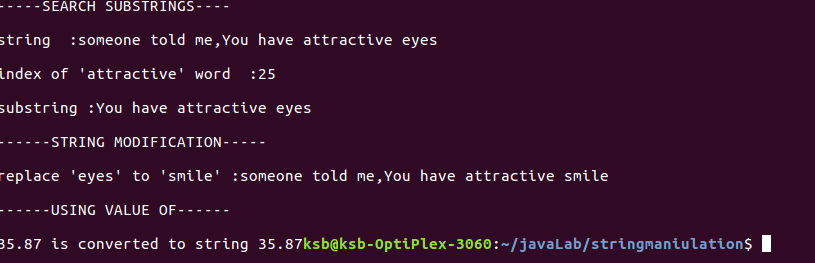 -----SEARCH SUBSTRINGS----
string  :someone told me,You have attractive eyes
index of 'attractive' word  :25
substring :You have attractive eyes
------STRING MODIFICATION-----
replace 'eyes' to 'smile' :someone told me,You have attractive smile
------USING VALUE OF------
35.87 is converted to string 35.87ksb@ksb-OptiPlex-3060:~/javaLab/stringmaniulation$